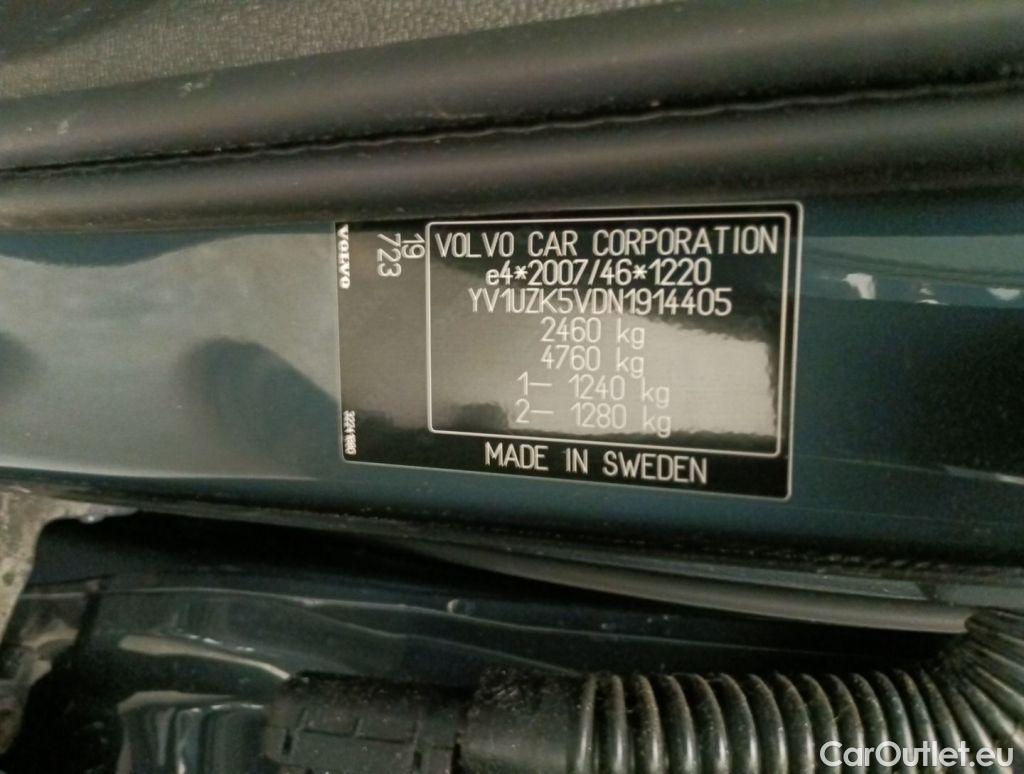 VOLVO
19
723
VOLVO CAR CORPORATION
e4*2007/46*1220
YV1UZK5VDN1914405
2460 kg
4760 kg
1— 1240 kg
2— 1280 kg
MADE IN SWEDEN
CarOutlet.eu